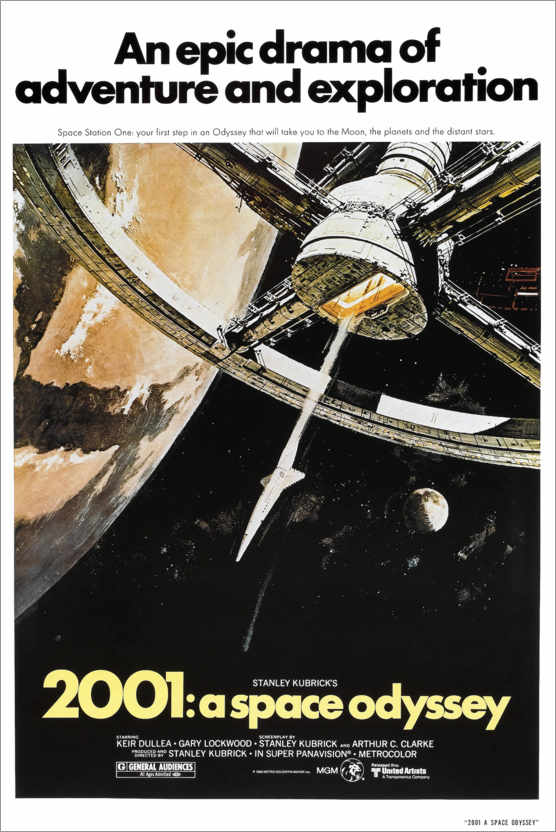 An epic drama of
adventure and exploration
Space Station One: your first step in an Odyssey that will take you to the Moon, the planets and the distant stars.
STANLEY KUBRICK'S
2001: a space odyssey
STARRING KEIR DULLEA • GARY LOCKWOOD • SCREENPLAY BY STANLEY KUBRICK AND ARTHUR C. CLARKE
PRODUCED AND DIRECTED BY STANLEY KUBRICK • IN SUPER PANAVISION® • METROCOLOR
G GENERAL AUDIENCES
All Ages Admitted
MGM
Released thru
United Artists
A Transamerica Company
"2001 A SPACE ODYSSEY"